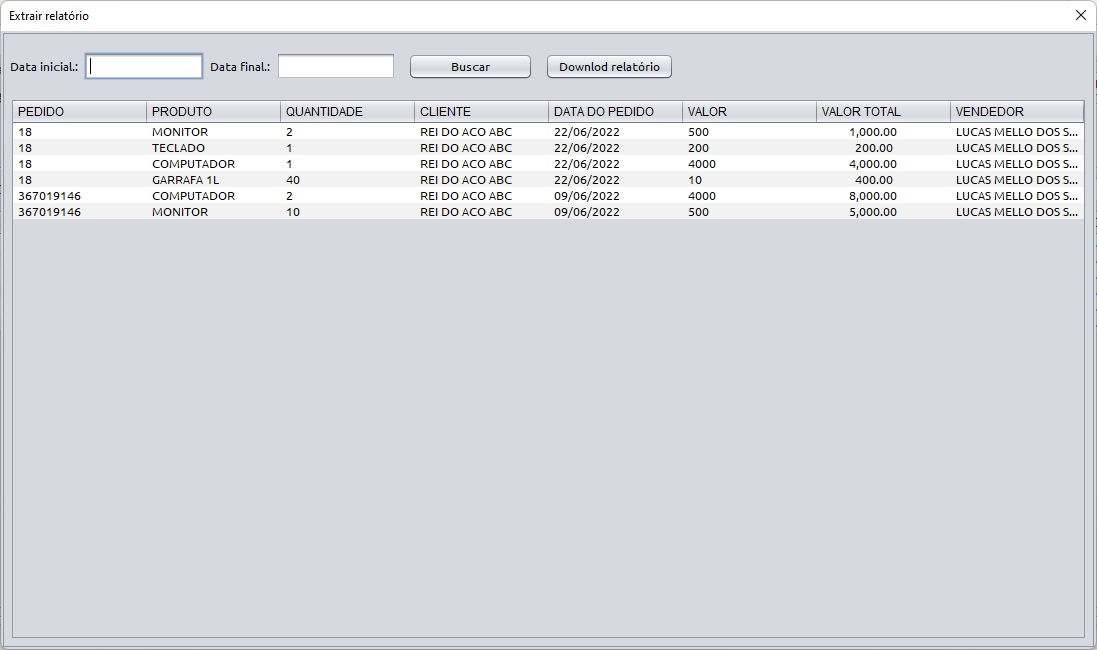 Extrair relatório
Data inicial.: Data final.: Buscar Downlod relatório
PEDIDO PRODUTO QUANTIDADE CLIENTE DATA DO PEDIDO VALOR VALOR TOTAL VENDEDOR
18 MONITOR 2 REI DO ACO ABC 22/06/2022 500 1,000.00 LUCAS MELLO DOS S...
18 TECLADO 1 REI DO ACO ABC 22/06/2022 200 200.00 LUCAS MELLO DOS S...
18 COMPUTADOR 1 REI DO ACO ABC 22/06/2022 4000 4,000.00 LUCAS MELLO DOS S...
18 GARRAFA 1L 40 REI DO ACO ABC 22/06/2022 10 400.00 LUCAS MELLO DOS S...
367019146 COMPUTADOR 2 REI DO ACO ABC 09/06/2022 4000 8,000.00 LUCAS MELLO DOS S...
367019146 MONITOR 10 REI DO ACO ABC 09/06/2022 500 5,000.00 LUCAS MELLO DOS S...